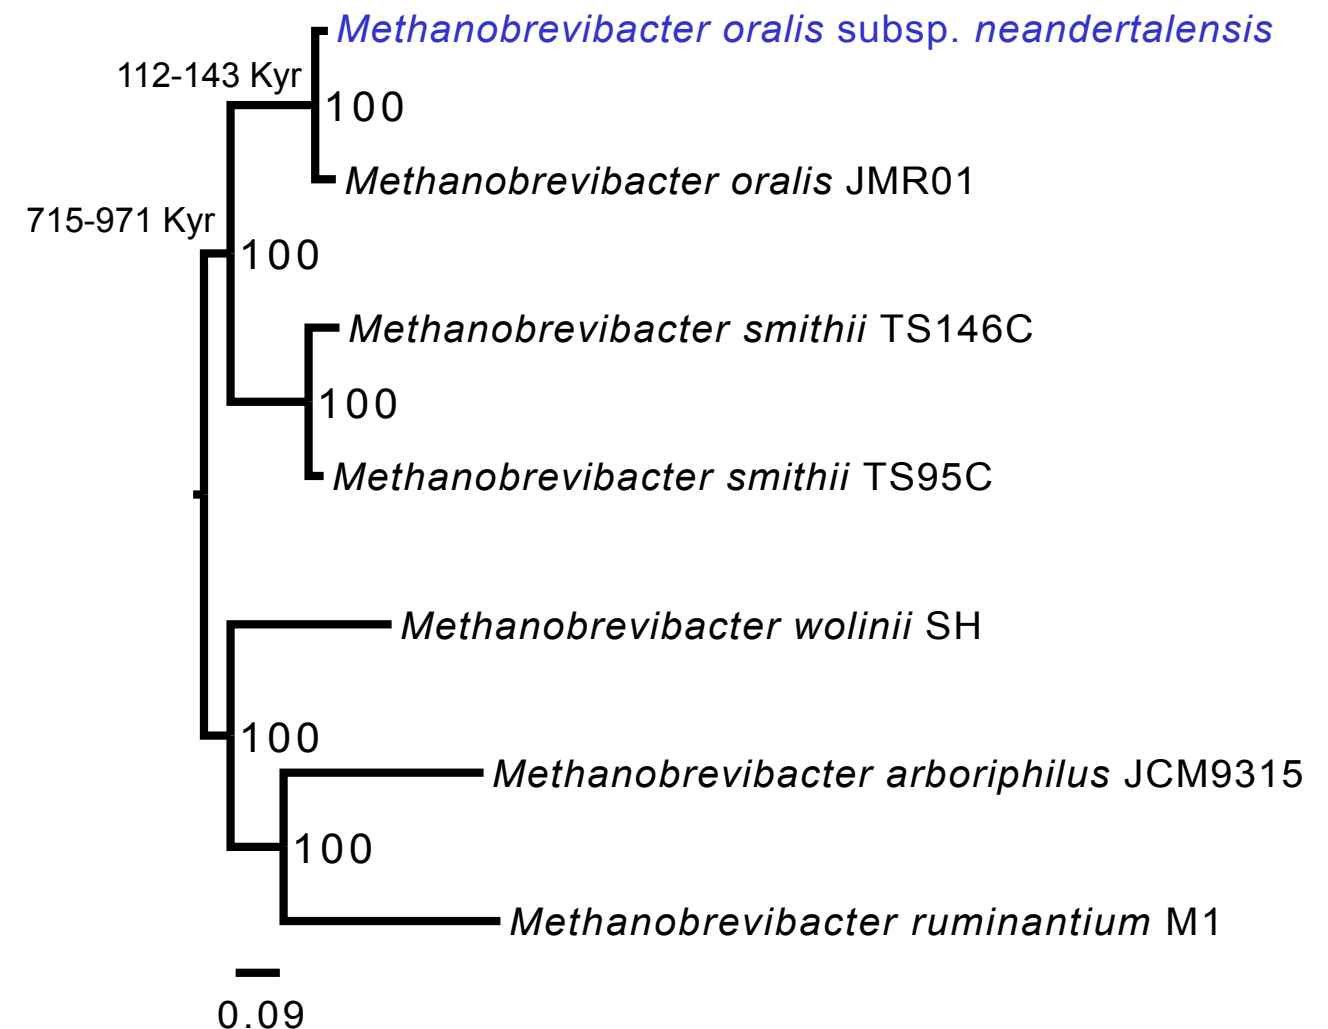 Methanobrevibacter oralis subsp. neandertalensis
112-143 Kyr
100
Methanobrevibacter oralis JMR01
715-971 Kyr
100
Methanobrevibacter smithii TS146C
100
Methanobrevibacter smithii TS95C
Methanobrevibacter wolinii SH
100
Methanobrevibacter arboriphilus JCM9315
100
Methanobrevibacter ruminantium M1
0.09